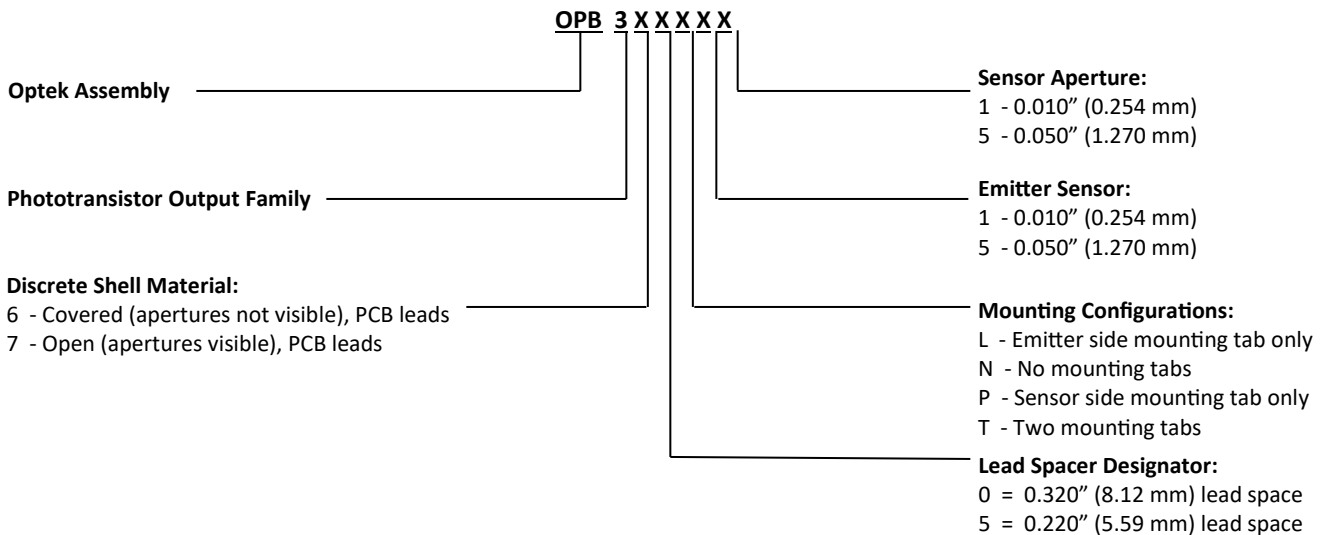 OPB 3 X X X X X
Optek Assembly
Phototransistor Output Family
Discrete Shell Material:
6 - Covered (apertures not visible), PCB leads
7 - Open (apertures visible), PCB leads
Sensor Aperture:
1 - 0.010” (0.254 mm)
5 - 0.050” (1.270 mm)
Emitter Sensor:
1 - 0.010” (0.254 mm)
5 - 0.050” (1.270 mm)
Mounting Configurations:
L - Emitter side mounting tab only
N - No mounting tabs
P - Sensor side mounting tab only
T - Two mounting tabs
Lead Spacer Designator:
0 = 0.320” (8.12 mm) lead space
5 = 0.220” (5.59 mm) lead space